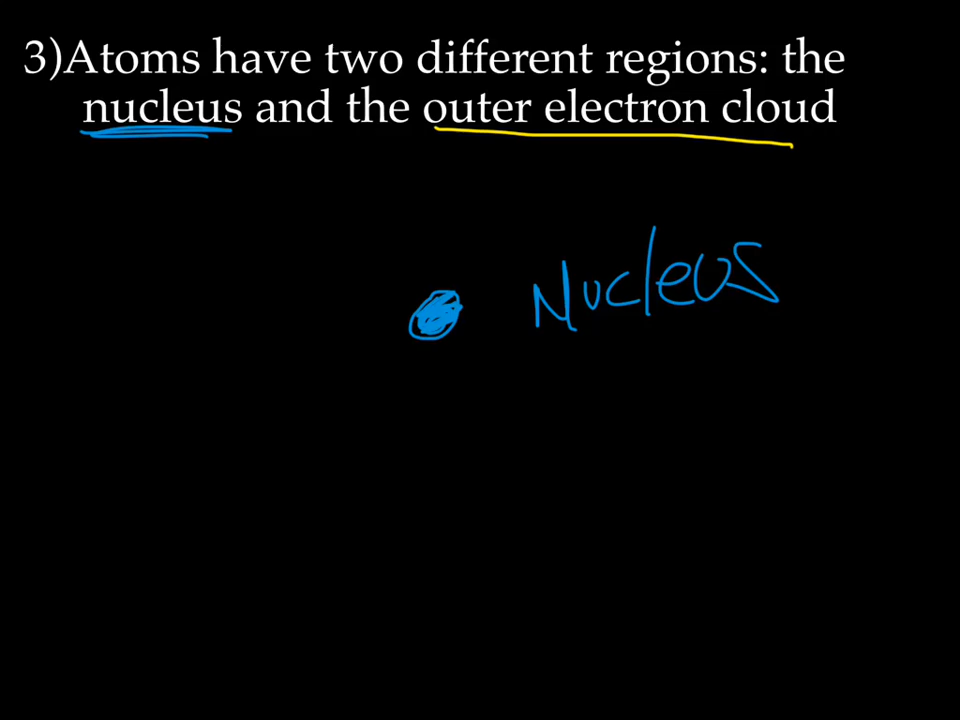 3)Atoms have two different regions: the
nucleus and the outer electron cloud
Nucleus